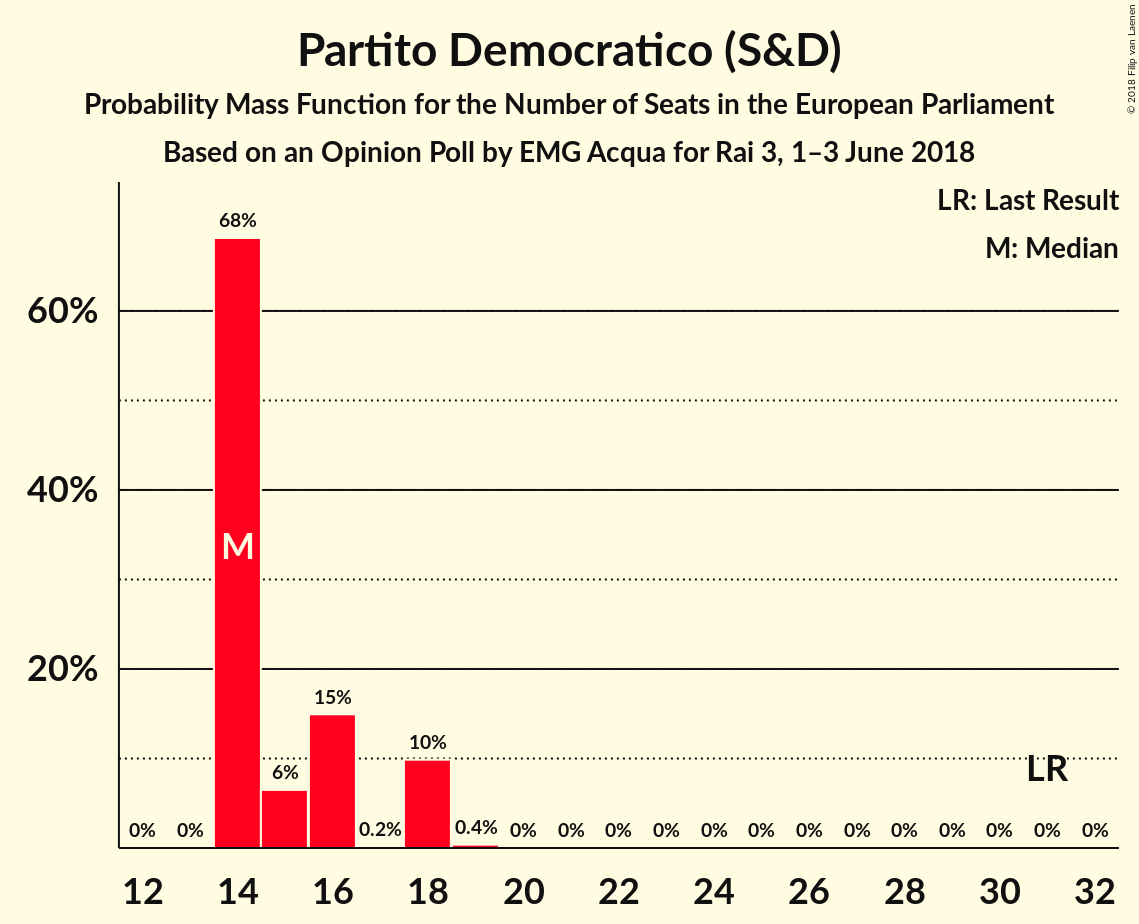 Partito Democratico (S&D)
Probability Mass Function for the Number of Seats in the European Parliament
Based on an Opinion Poll by EMG Acqua for Rai 3, 1–3 June 2018
© 2018 Filip van Laenen
LR: Last Result
M: Median
60%
40%
20%
68%
M
15%
10%
6%
LR
0% 0% 0.2% 0.4% 0% 0% 0% 0% 0% 0% 0% 0% 0% 0% 0% 0% 0%
12 14 16 18 20 22 24 26 28 30 32